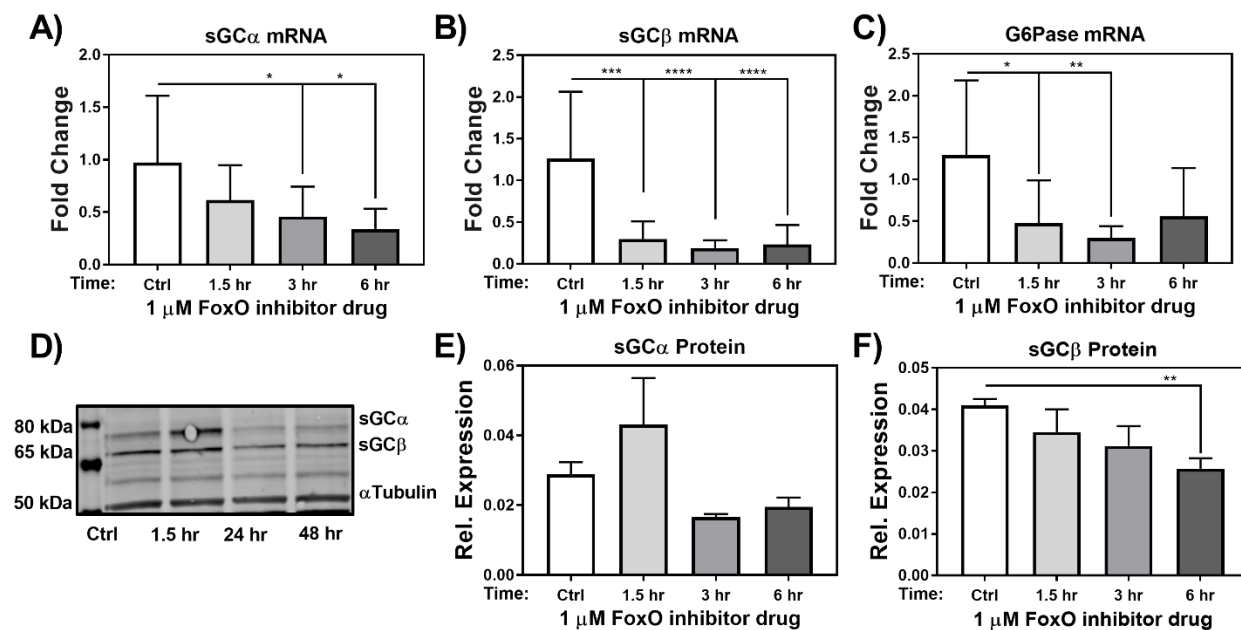 A)
sGCα mRNA
Fold Change
2.0
1.5
1.0
0.5
0.0
* *
Time: Ctrl 1.5 hr 3 hr 6 hr
1 μM FoxO inhibitor drug
B)
sGCβ mRNA
Fold Change
2.5
2.0
1.5
1.0
0.5
0.0
*** **** ****
Time: Ctrl 1.5 hr 3 hr 6 hr
1 μM FoxO inhibitor drug
C)
G6Pase mRNA
Fold Change
2.5
2.0
1.5
1.0
0.5
0.0
* **
Time: Ctrl 1.5 hr 3 hr 6 hr
1 μM FoxO inhibitor drug
D)
80 kDa
65 kDa
50 kDa
sGCα
sGCβ
αTubulin
Ctrl 1.5 hr 24 hr 48 hr
E)
sGCα Protein
Rel. Expression
0.06
0.04
0.02
0.00
Time: Ctrl 1.5 hr 3 hr 6 hr
1 μM FoxO inhibitor drug
F)
sGCβ Protein
Rel. Expression
0.05
0.04
0.03
0.02
0.01
0.00
**
Time: Ctrl 1.5 hr 3 hr 6 hr
1 μM FoxO inhibitor drug